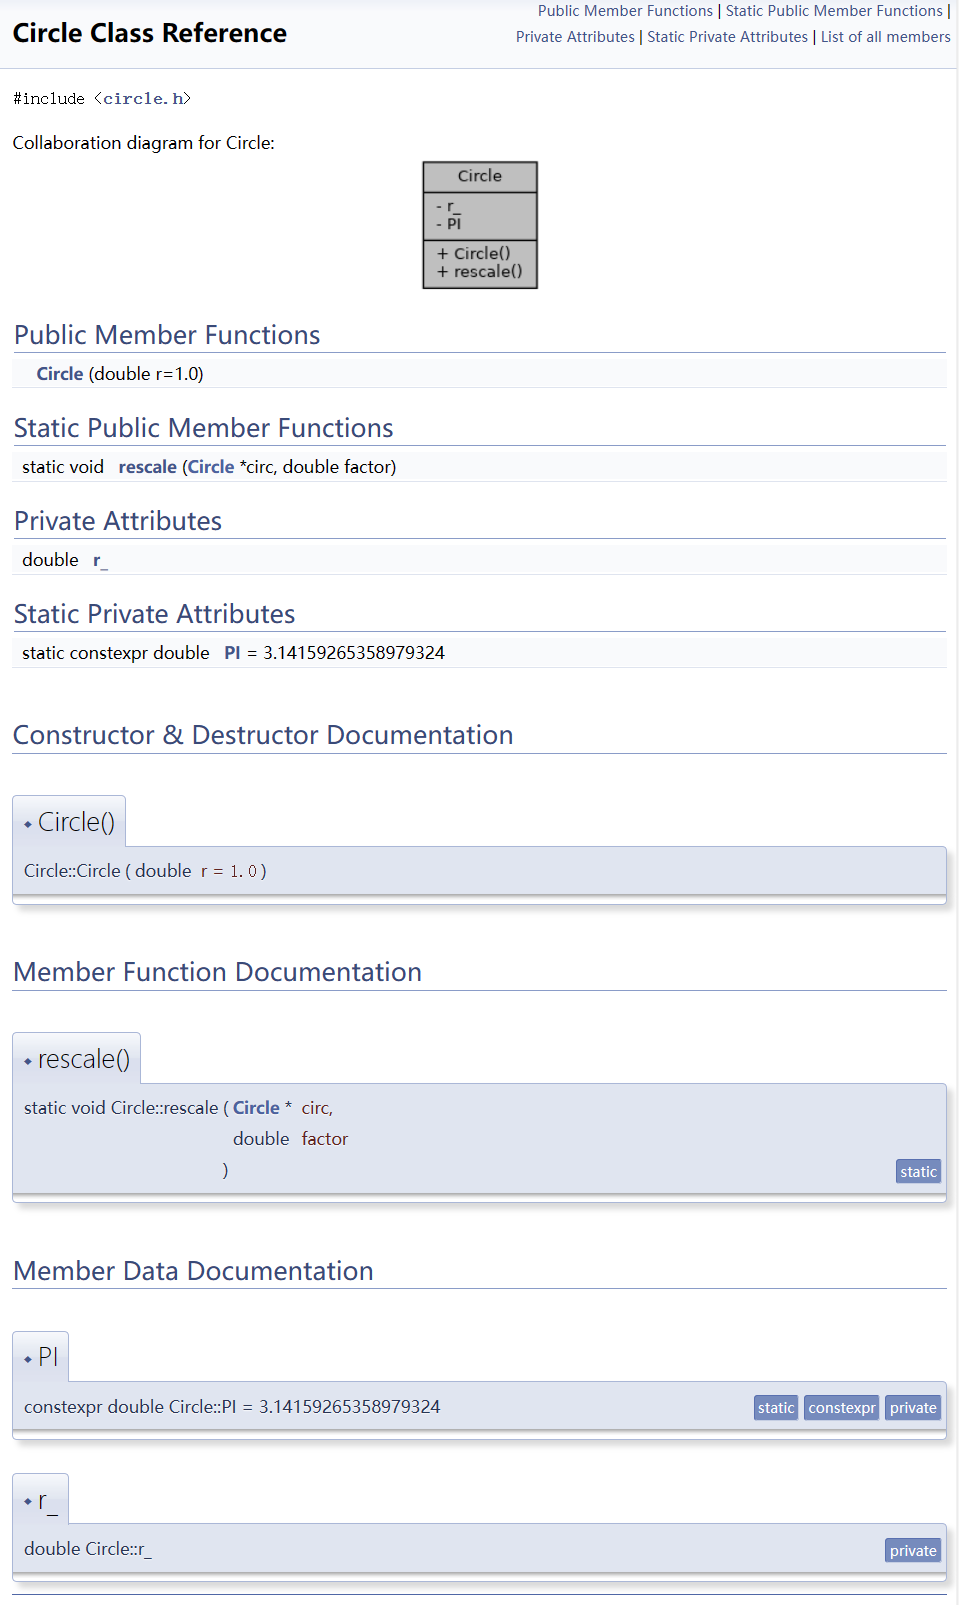 Public Member Functions | Static Public Member Functions |
Circle Class Reference
Private Attributes | Static Private Attributes | List of all members
#include <circle.h>
Collaboration diagram for Circle:
Circle
- r_
- PI
+ Circle()
+ rescale()
Public Member Functions
Circle (double r=1.0)
Static Public Member Functions
static void rescale (Circle *circ, double factor)
Private Attributes
double r_
Static Private Attributes
static constexpr double PI = 3.14159265358979324
Constructor & Destructor Documentation
◆ Circle()
Circle::Circle ( double r = 1.0 )
Member Function Documentation
◆ rescale()
static void Circle::rescale ( Circle * circ,
double factor
)
static
Member Data Documentation
◆ PI
constexpr double Circle::PI = 3.14159265358979324 static constexpr private
◆ r_
double Circle::r_ private